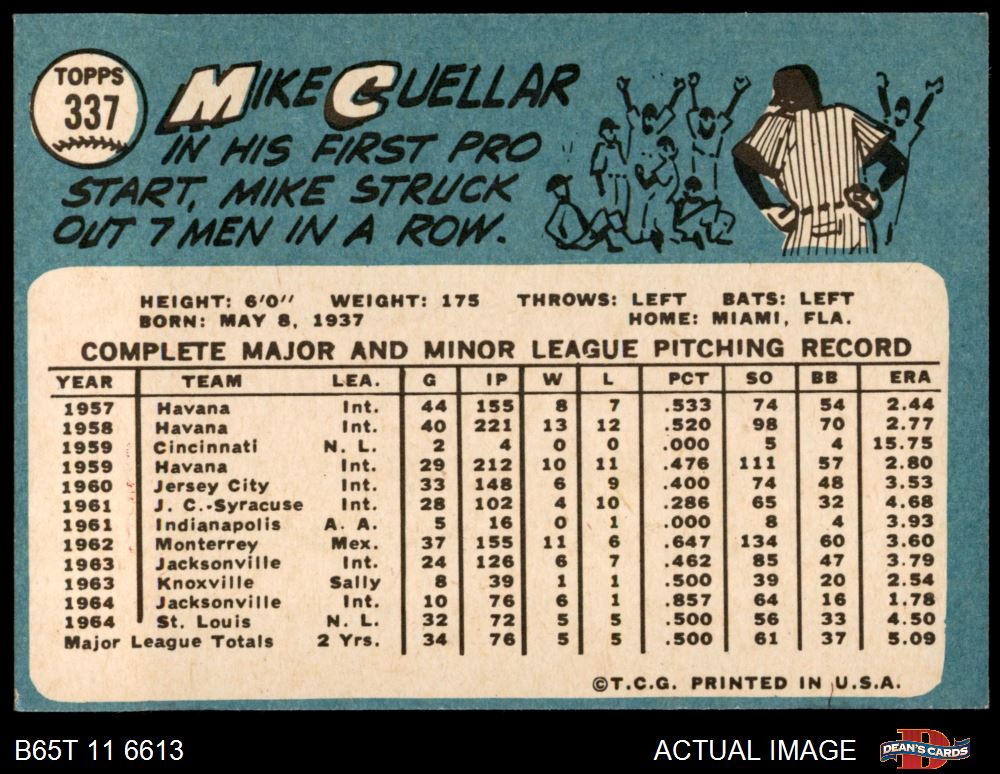 TOPPS
337
MIKE CUELLAR
IN HIS FIRST PRO
START, MIKE STRUCK
OUT 7 MEN IN A ROW.
HEIGHT: 6'0" WEIGHT: 175 THROWS: LEFT BATS: LEFT
BORN: MAY 8, 1937 HOME: MIAMI, FLA.
COMPLETE MAJOR AND MINOR LEAGUE PITCHING RECORD
YEAR TEAM LEA. G IP W L PCT SO BB ERA
1957 Havana Int. 44 155 8 7 .533 74 54 2.44
1958 Havana Int. 40 221 13 12 .520 98 70 2.77
1959 Cincinnati N. L. 2 4 0 0 .000 5 4 15.75
1959 Havana Int. 29 212 10 11 .476 111 57 2.80
1960 Jersey City Int. 33 148 6 9 .400 74 48 3.53
1961 J. C.-Syracuse Int. 28 102 4 10 .286 65 32 4.68
1961 Indianapolis A. A. 5 16 0 1 .000 8 4 3.93
1962 Monterrey Mex. 37 155 11 6 .647 134 60 3.60
1963 Jacksonville Int. 24 126 6 7 .462 85 47 3.79
1963 Knoxville Sally 8 39 1 1 .500 39 20 2.54
1964 Jacksonville Int. 10 76 6 1 .857 64 16 1.78
1964 St. Louis N. L. 32 72 5 5 .500 56 33 4.50
Major League Totals 2 Yrs. 34 76 5 5 .500 61 37 5.09
©T.C.G. PRINTED IN U.S.A.
B65T 11 6613 ACTUAL IMAGE DEAN'S CARDS